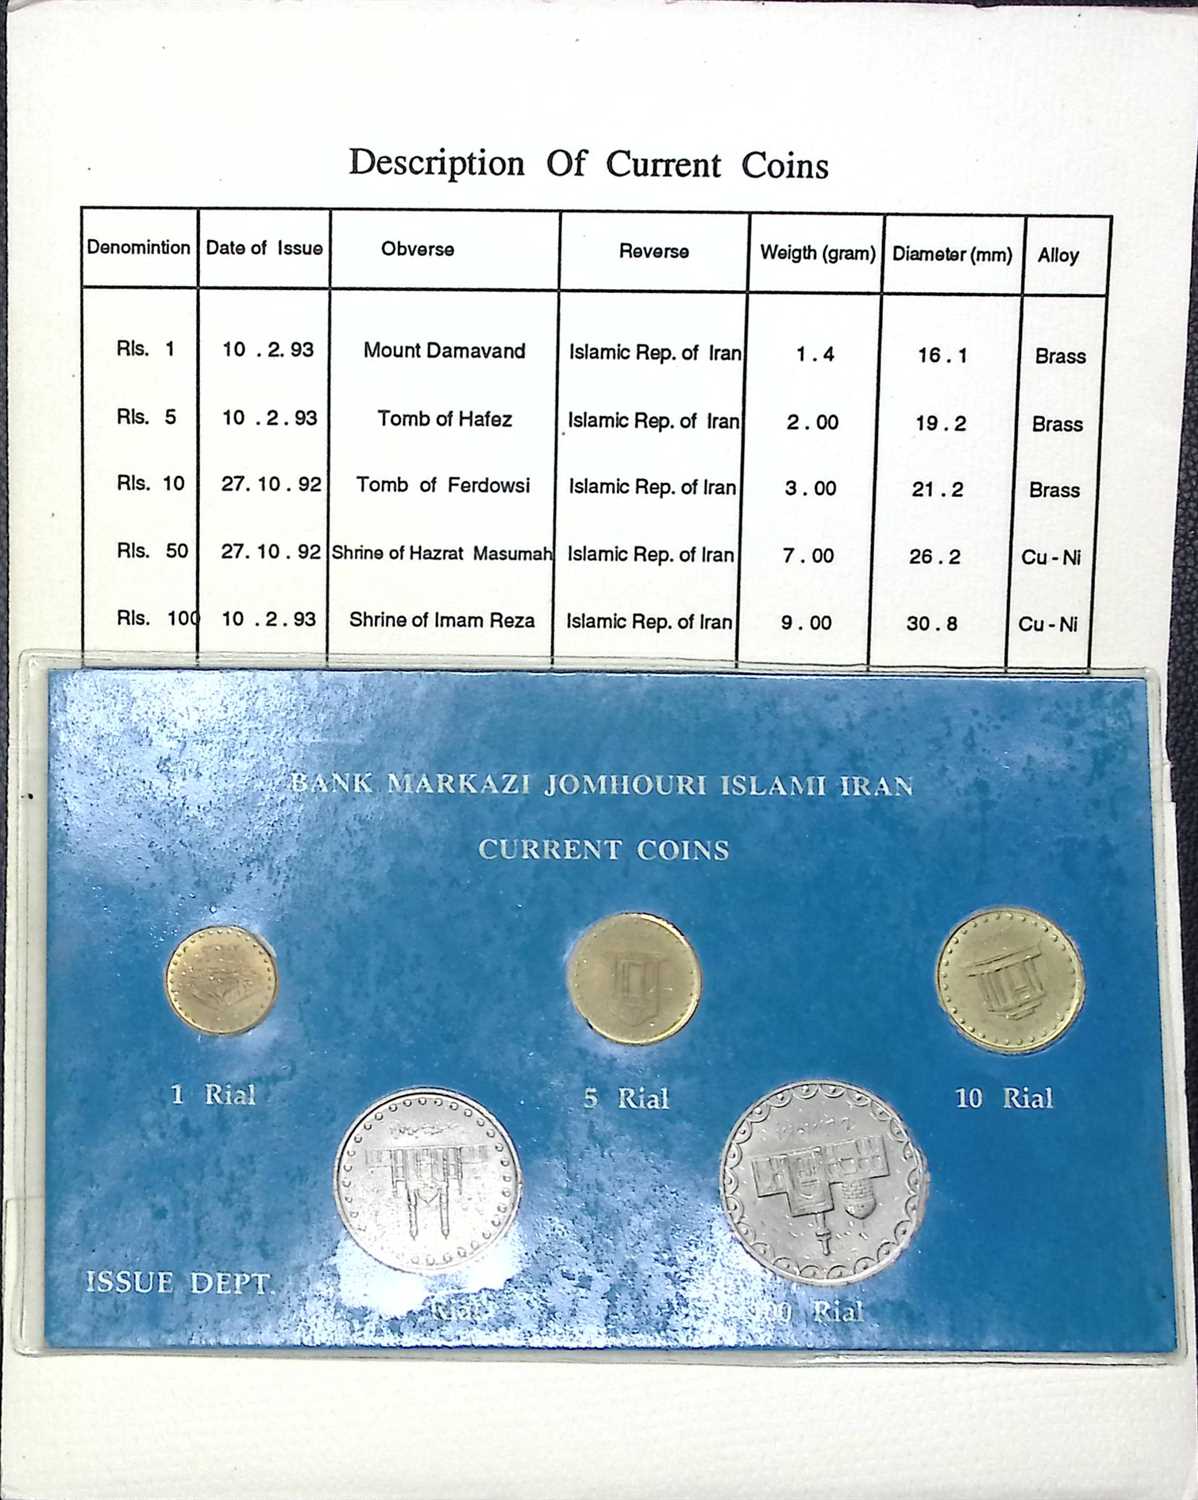 Description Of Current Coins
Denomintion Date of Issue Obverse Reverse Weigth (gram) Diameter (mm) Alloy
Rls. 1 10 . 2. 93 Mount Damavand Islamic Rep. of Iran 1 . 4 16 . 1 Brass
Rls. 5 10 . 2 . 93 Tomb of Hafez Islamic Rep. of Iran 2 . 00 19 . 2 Brass
Rls. 10 27. 10 . 92 Tomb of Ferdowsi Islamic Rep. of Iran 3 . 00 21 . 2 Brass
Rls. 50 27. 10 . 92 Shrine of Hazrat Masumah Islamic Rep. of Iran 7 . 00 26 . 2 Cu - Ni
Rls. 100 10 . 2 . 93 Shrine of Imam Reza Islamic Rep. of Iran 9 . 00 30 . 8 Cu - Ni
BANK MARKAZI JOMHOURI ISLAMI IRAN
CURRENT COINS
1 Rial
5 Rial
10 Rial
ISSUE DEPT.
Rial
100 Rial